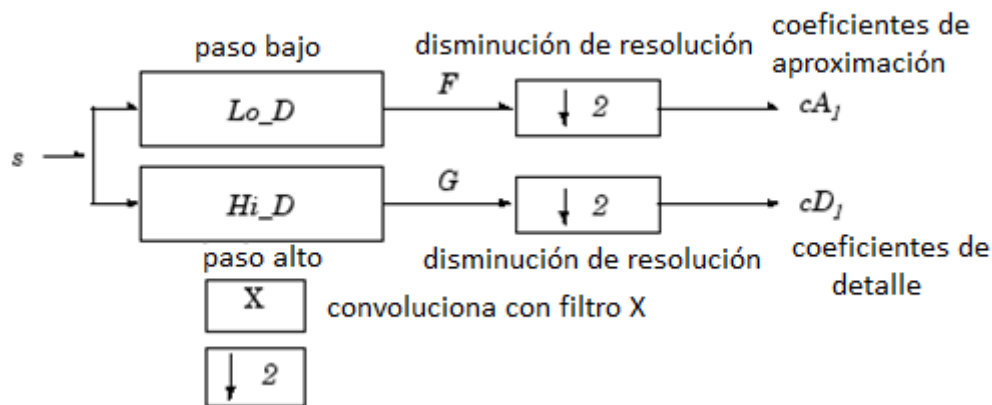 paso bajo
disminución de resolución
coeficientes de
aproximación
s
Lo_D
F
↓ 2
cA₁
Hi_D
G
↓ 2
cD₁
paso alto
disminución de resolución
coeficientes de
detalle
X
convoluciona con filtro X
↓ 2